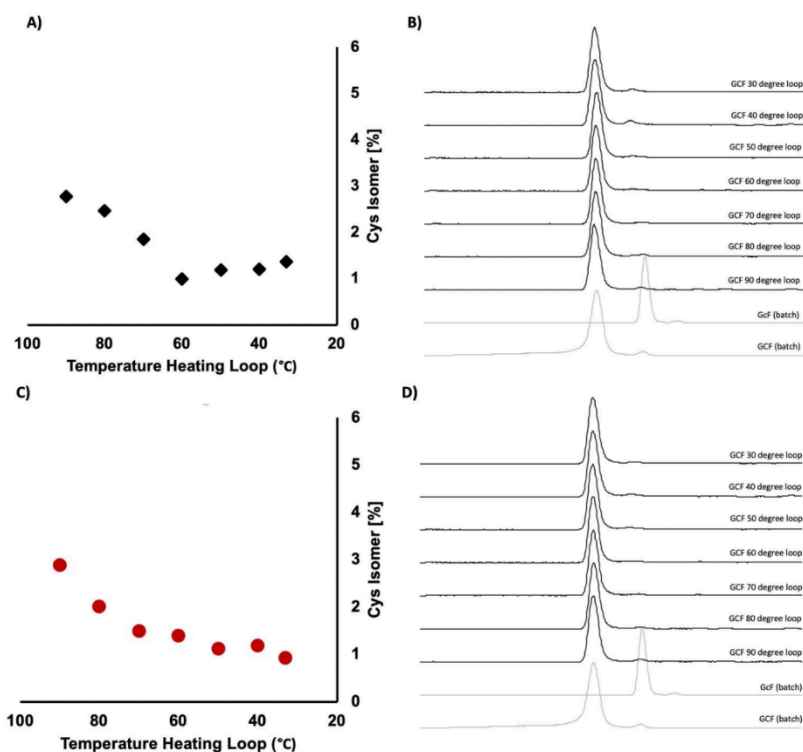 A)
6
5
4
3
2
1
0
Cys Isomer [%]
100 80 60 40 20
Temperature Heating Loop (°C)
B)
GCF 30 degree loop
GCF 40 degree loop
GCF 50 degree loop
GCF 60 degree loop
GCF 70 degree loop
GCF 80 degree loop
GCF 90 degree loop
GcF (batch)
GCF (batch)
C)
6
5
4
3
2
1
0
Cys Isomer [%]
100 80 60 40 20
Temperature Heating Loop (°C)
D)
GCF 30 degree loop
GCF 40 degree loop
GCF 50 degree loop
GCF 60 degree loop
GCF 70 degree loop
GCF 80 degree loop
GCF 90 degree loop
GcF (batch)
GCF (batch)